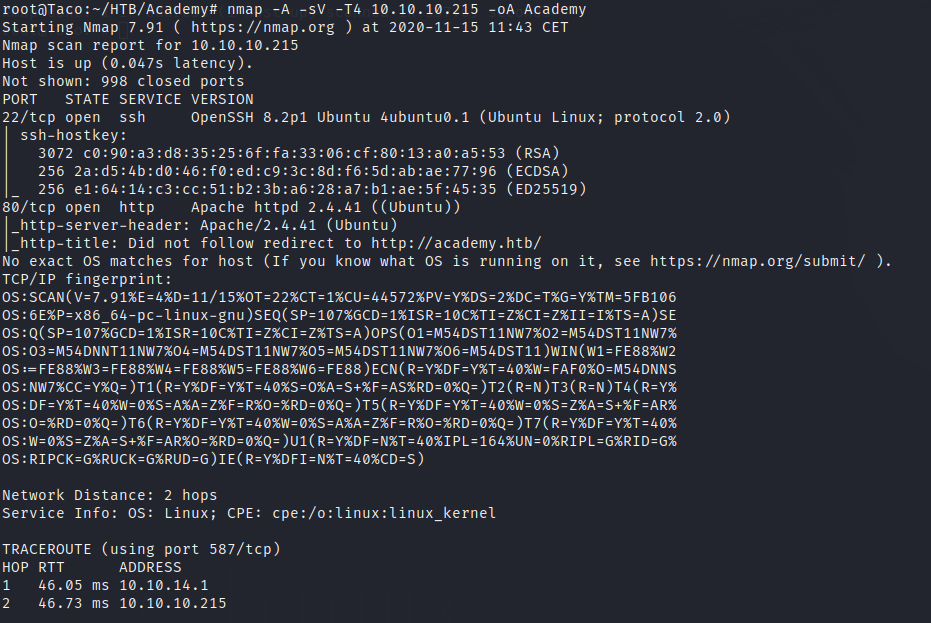 root@Taco:~/HTB/Academy# nmap -A -sV -T4 10.10.10.215 -oA Academy
Starting Nmap 7.91 ( https://nmap.org ) at 2020-11-15 11:43 CET
Nmap scan report for 10.10.10.215
Host is up (0.047s latency).
Not shown: 998 closed ports
PORT   STATE SERVICE VERSION
22/tcp open  ssh     OpenSSH 8.2p1 Ubuntu 4ubuntu0.1 (Ubuntu Linux; protocol 2.0)
| ssh-hostkey:
|   3072 c0:90:a3:d8:35:25:6f:fa:33:06:cf:80:13:a0:a5:53 (RSA)
|   256 2a:d5:4b:d0:46:f0:ed:c9:3c:8d:f6:5d:ab:ae:77:96 (ECDSA)
|_  256 e1:64:14:c3:cc:51:b2:3b:a6:28:a7:b1:ae:5f:45:35 (ED25519)
80/tcp open  http    Apache httpd 2.4.41 ((Ubuntu))
|_http-server-header: Apache/2.4.41 (Ubuntu)
|_http-title: Did not follow redirect to http://academy.htb/
No exact OS matches for host (If you know what OS is running on it, see https://nmap.org/submit/ ).
TCP/IP fingerprint:
OS:SCAN(V=7.91%E=4%D=11/15%OT=22%CT=1%CU=44572%PV=Y%DS=2%DC=T%G=Y%TM=5FB106
OS:6E%P=x86_64-pc-linux-gnu)SEQ(SP=107%GCD=1%ISR=10C%TI=Z%CI=Z%II=I%TS=A)SE
OS:Q(SP=107%GCD=1%ISR=10C%TI=Z%CI=Z%TS=A)OPS(O1=M54DST11NW7%O2=M54DST11NW7%
OS:O3=M54DNNT11NW7%O4=M54DST11NW7%O5=M54DST11NW7%O6=M54DST11)WIN(W1=FE88%W2
OS:=FE88%W3=FE88%W4=FE88%W5=FE88%W6=FE88)ECN(R=Y%DF=Y%T=40%W=FAF0%O=M54DNNS
OS:NW7%CC=Y%Q=)T1(R=Y%DF=Y%T=40%S=O%A=S+%F=AS%RD=0%Q=)T2(R=N)T3(R=N)T4(R=Y%
OS:DF=Y%T=40%W=0%S=A%A=Z%F=R%O=%RD=0%Q=)T5(R=Y%DF=Y%T=40%W=0%S=Z%A=S+%F=AR%
OS:O=%RD=0%Q=)T6(R=Y%DF=Y%T=40%W=0%S=A%A=Z%F=R%O=%RD=0%Q=)T7(R=Y%DF=Y%T=40%
OS:W=0%S=Z%A=S+%F=AR%O=%RD=0%Q=)U1(R=Y%DF=N%T=40%IPL=164%UN=0%RIPL=G%RID=G%
OS:RIPCK=G%RUCK=G%RUD=G)IE(R=Y%DFI=N%T=40%CD=S)

Network Distance: 2 hops
Service Info: OS: Linux; CPE: cpe:/o:linux:linux_kernel

TRACEROUTE (using port 587/tcp)
HOP RTT      ADDRESS
1   46.05 ms 10.10.14.1
2   46.73 ms 10.10.10.215